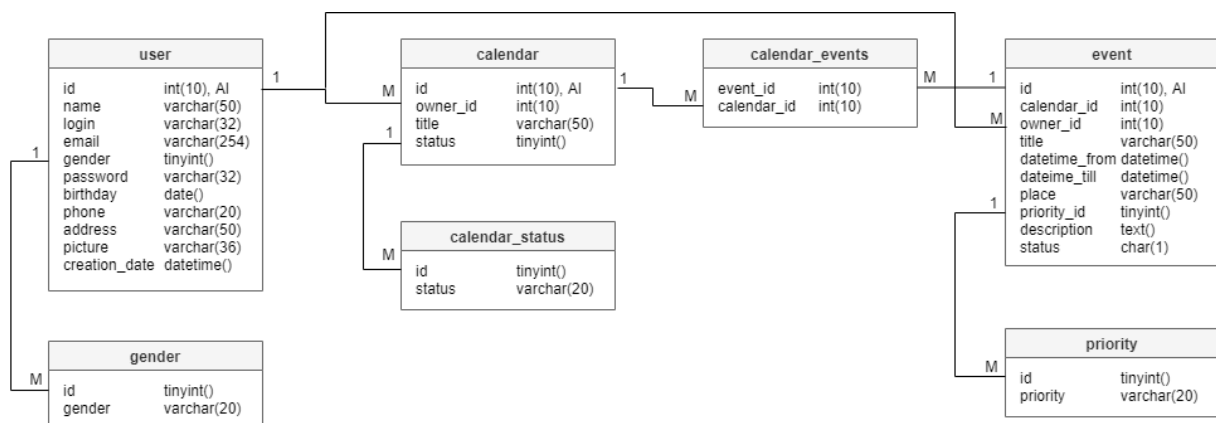 user
id int(10), AI
name varchar(50)
login varchar(32)
email varchar(254)
gender tinyint()
password varchar(32)
birthday date()
phone varchar(20)
address varchar(50)
picture varchar(36)
creation_date datetime()
1
1
M
gender
id tinyint()
gender varchar(20)
calendar
id int(10), AI
owner_id int(10)
title varchar(50)
status tinyint()
M
1
1
M
calendar_status
id tinyint()
status varchar(20)
calendar_events
event_id int(10)
calendar_id int(10)
M
M
event
id int(10), AI
calendar_id int(10)
owner_id int(10)
title varchar(50)
datetime_from datetime()
dateime_till datetime()
place varchar(50)
priority_id tinyint()
description text()
status char(1)
1
M
1
M
priority
id tinyint()
priority varchar(20)